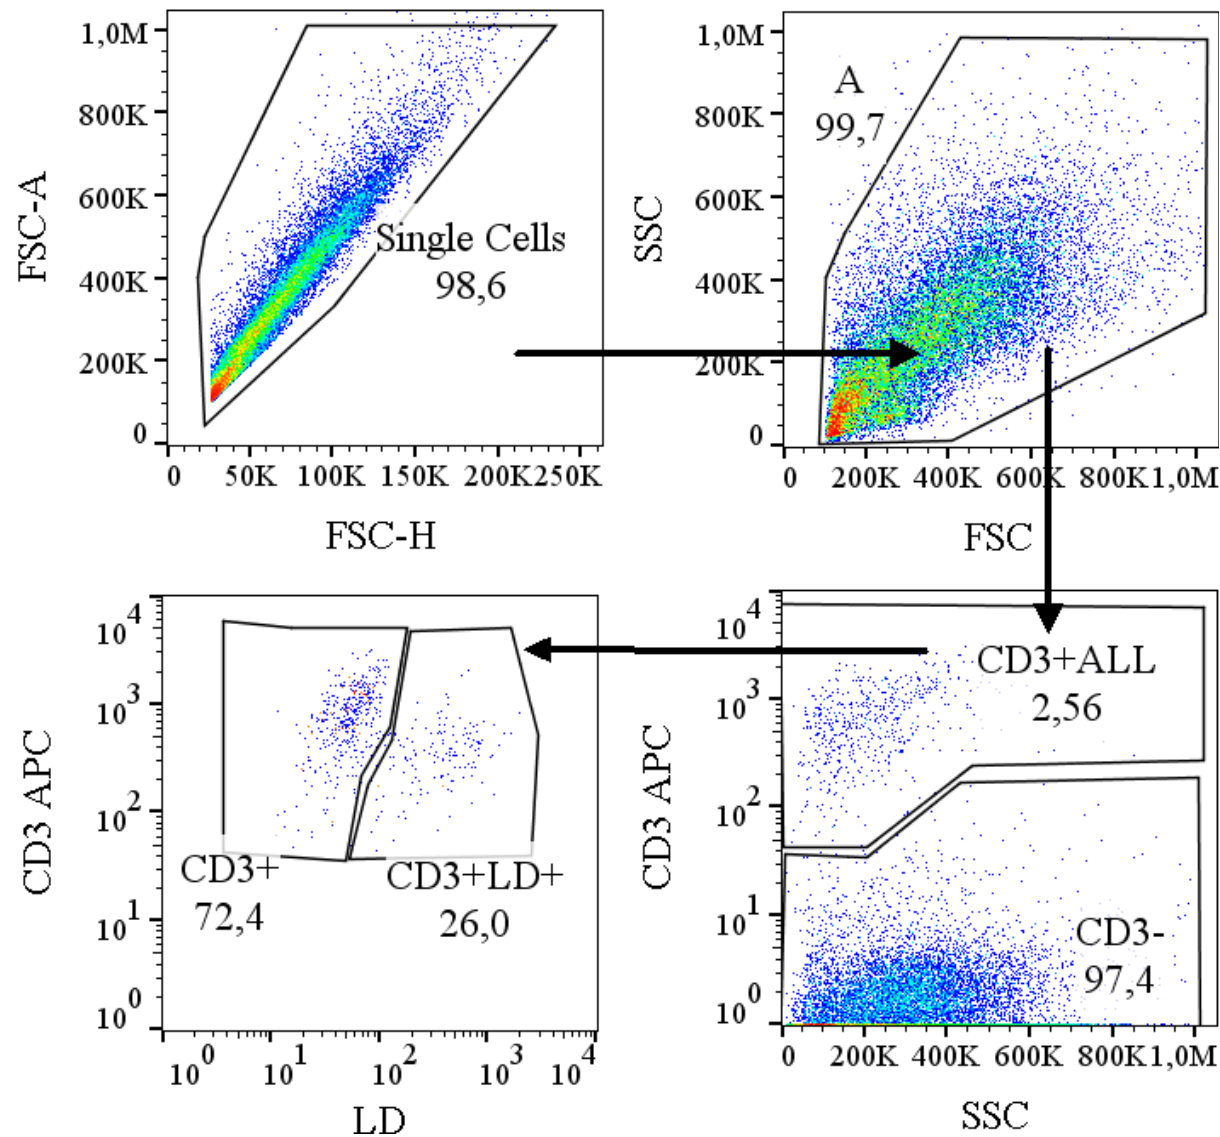 FSC-A
1,0M
800K
600K
400K
200K
0
Single Cells
98,6
0 50K 100K 150K 200K 250K
FSC-H
SSC
1,0M
800K
600K
400K
200K
0
A
99,7
0 200K 400K 600K 800K 1,0M
FSC
CD3 APC
10^4
10^3
10^2
10^1
10^0
CD3+
72,4
CD3+LD+
26,0
10^0 10^1 10^2 10^3 10^4
LD
CD3 APC
10^4
10^3
10^2
10^1
10^0
CD3+ALL
2,56
CD3-
97,4
0 200K 400K 600K 800K 1,0M
SSC